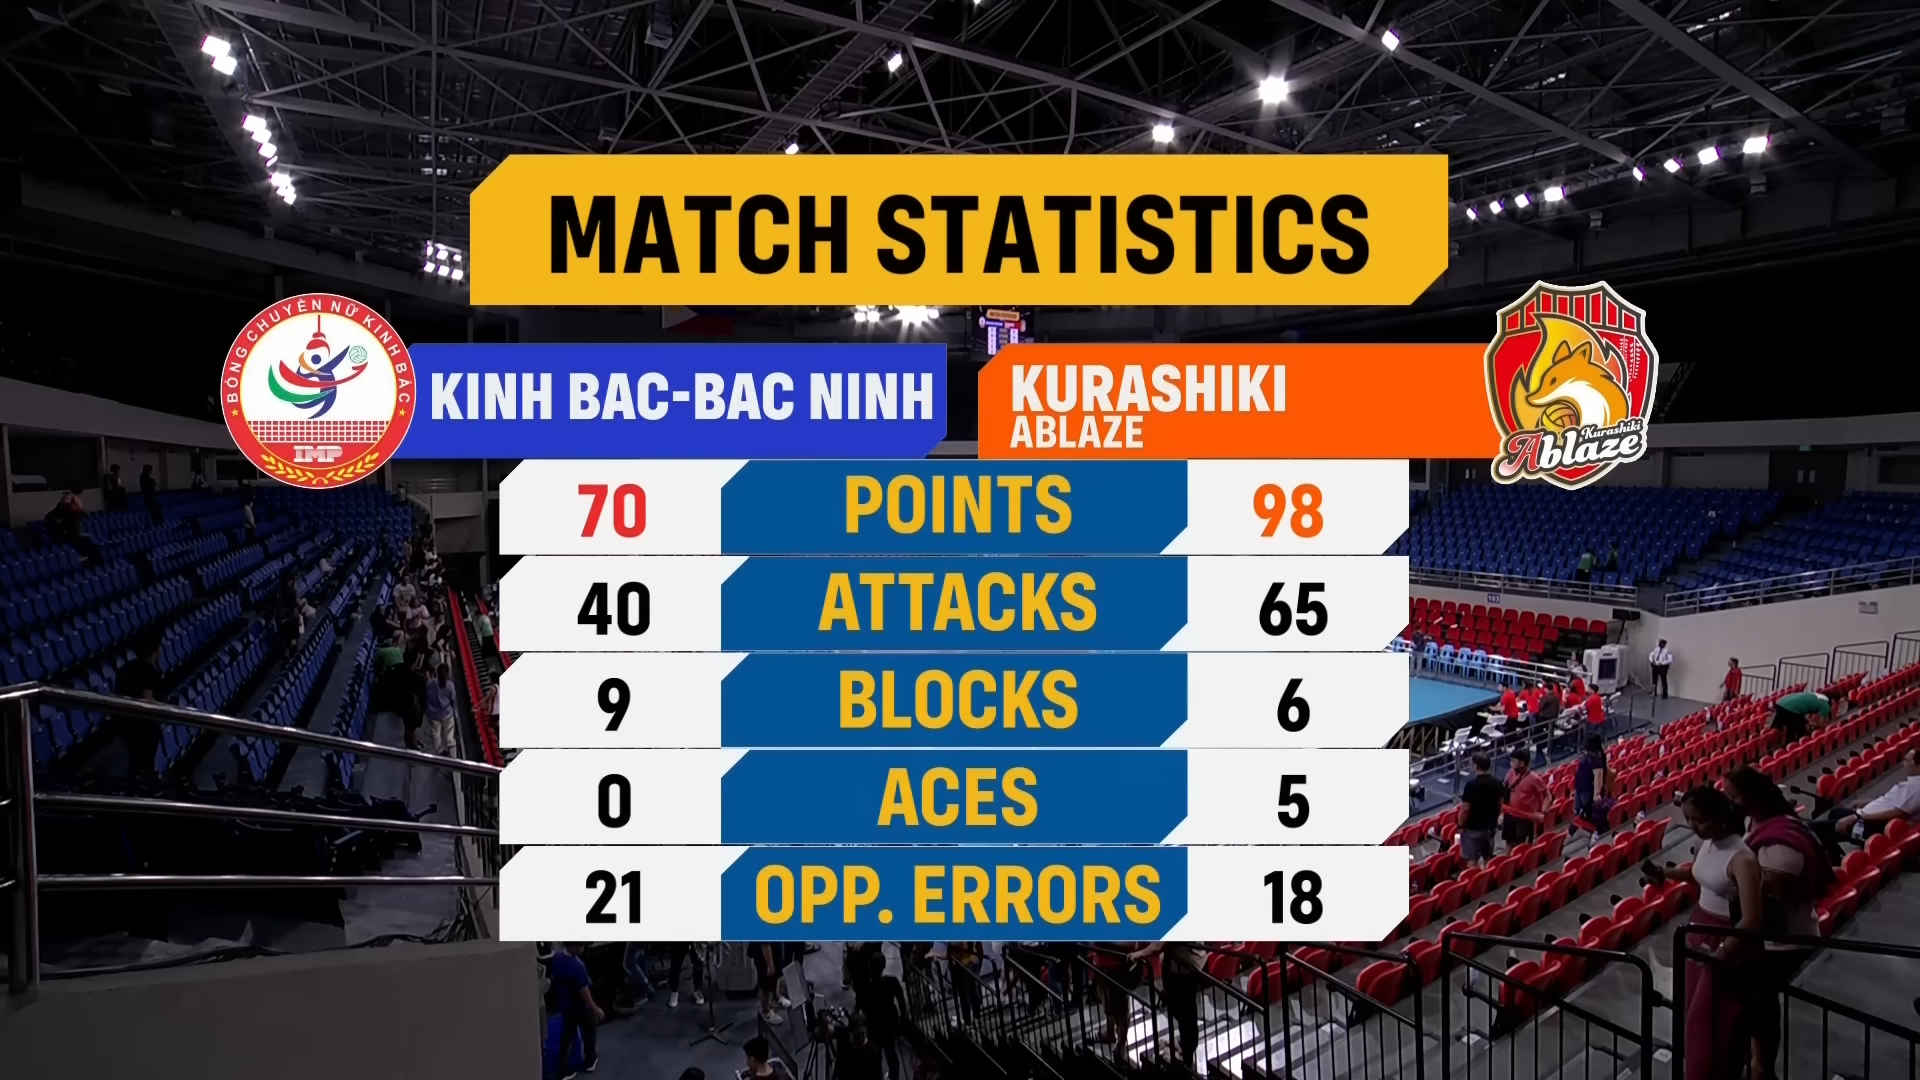 MATCH STATISTICS
BÓNG CHUYỀN NỮ KINH BẮC
IMP
KINH BAC-BAC NINH
KURASHIKI
ABLAZE
Kurashiki
Ablaze
70 POINTS 98
40 ATTACKS 65
9 BLOCKS 6
0 ACES 5
21 OPP. ERRORS 18
103